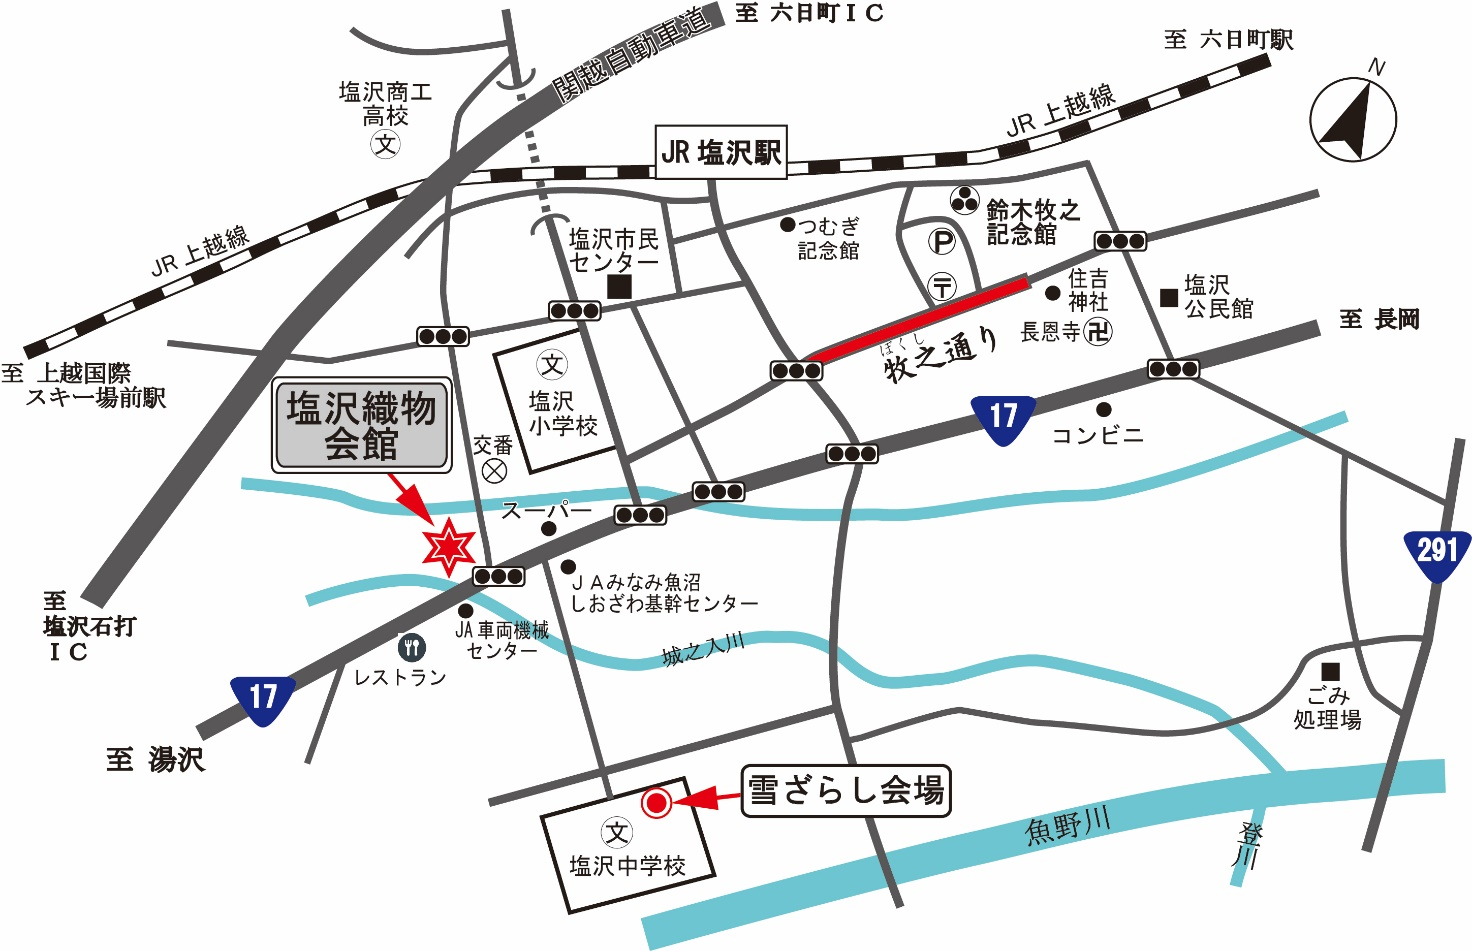 至 六日町ＩＣ
関越自動車道
至 六日町駅
N
塩沢商工
高校
文
JR 上越線
JR 塩沢駅
JR 上越線
つむぎ
記念館
鈴木牧之
記念館
P
〒
塩沢市民
センター
住吉
神社
塩沢
公民館
長恩寺 卍
至 長岡
ぼくし
牧之通り
至 上越国際
スキー場前駅
塩沢織物
会館
文
塩沢
小学校
交番
17
コンビニ
スーパー
291
ＪＡみなみ魚沼
しおざわ基幹センター
至
塩沢石打
ＩＣ
JA 車両機械
センター
城之入川
レストラン
17
ごみ
処理場
至 湯沢
雪ざらし会場
文
塩沢中学校
魚野川
登川